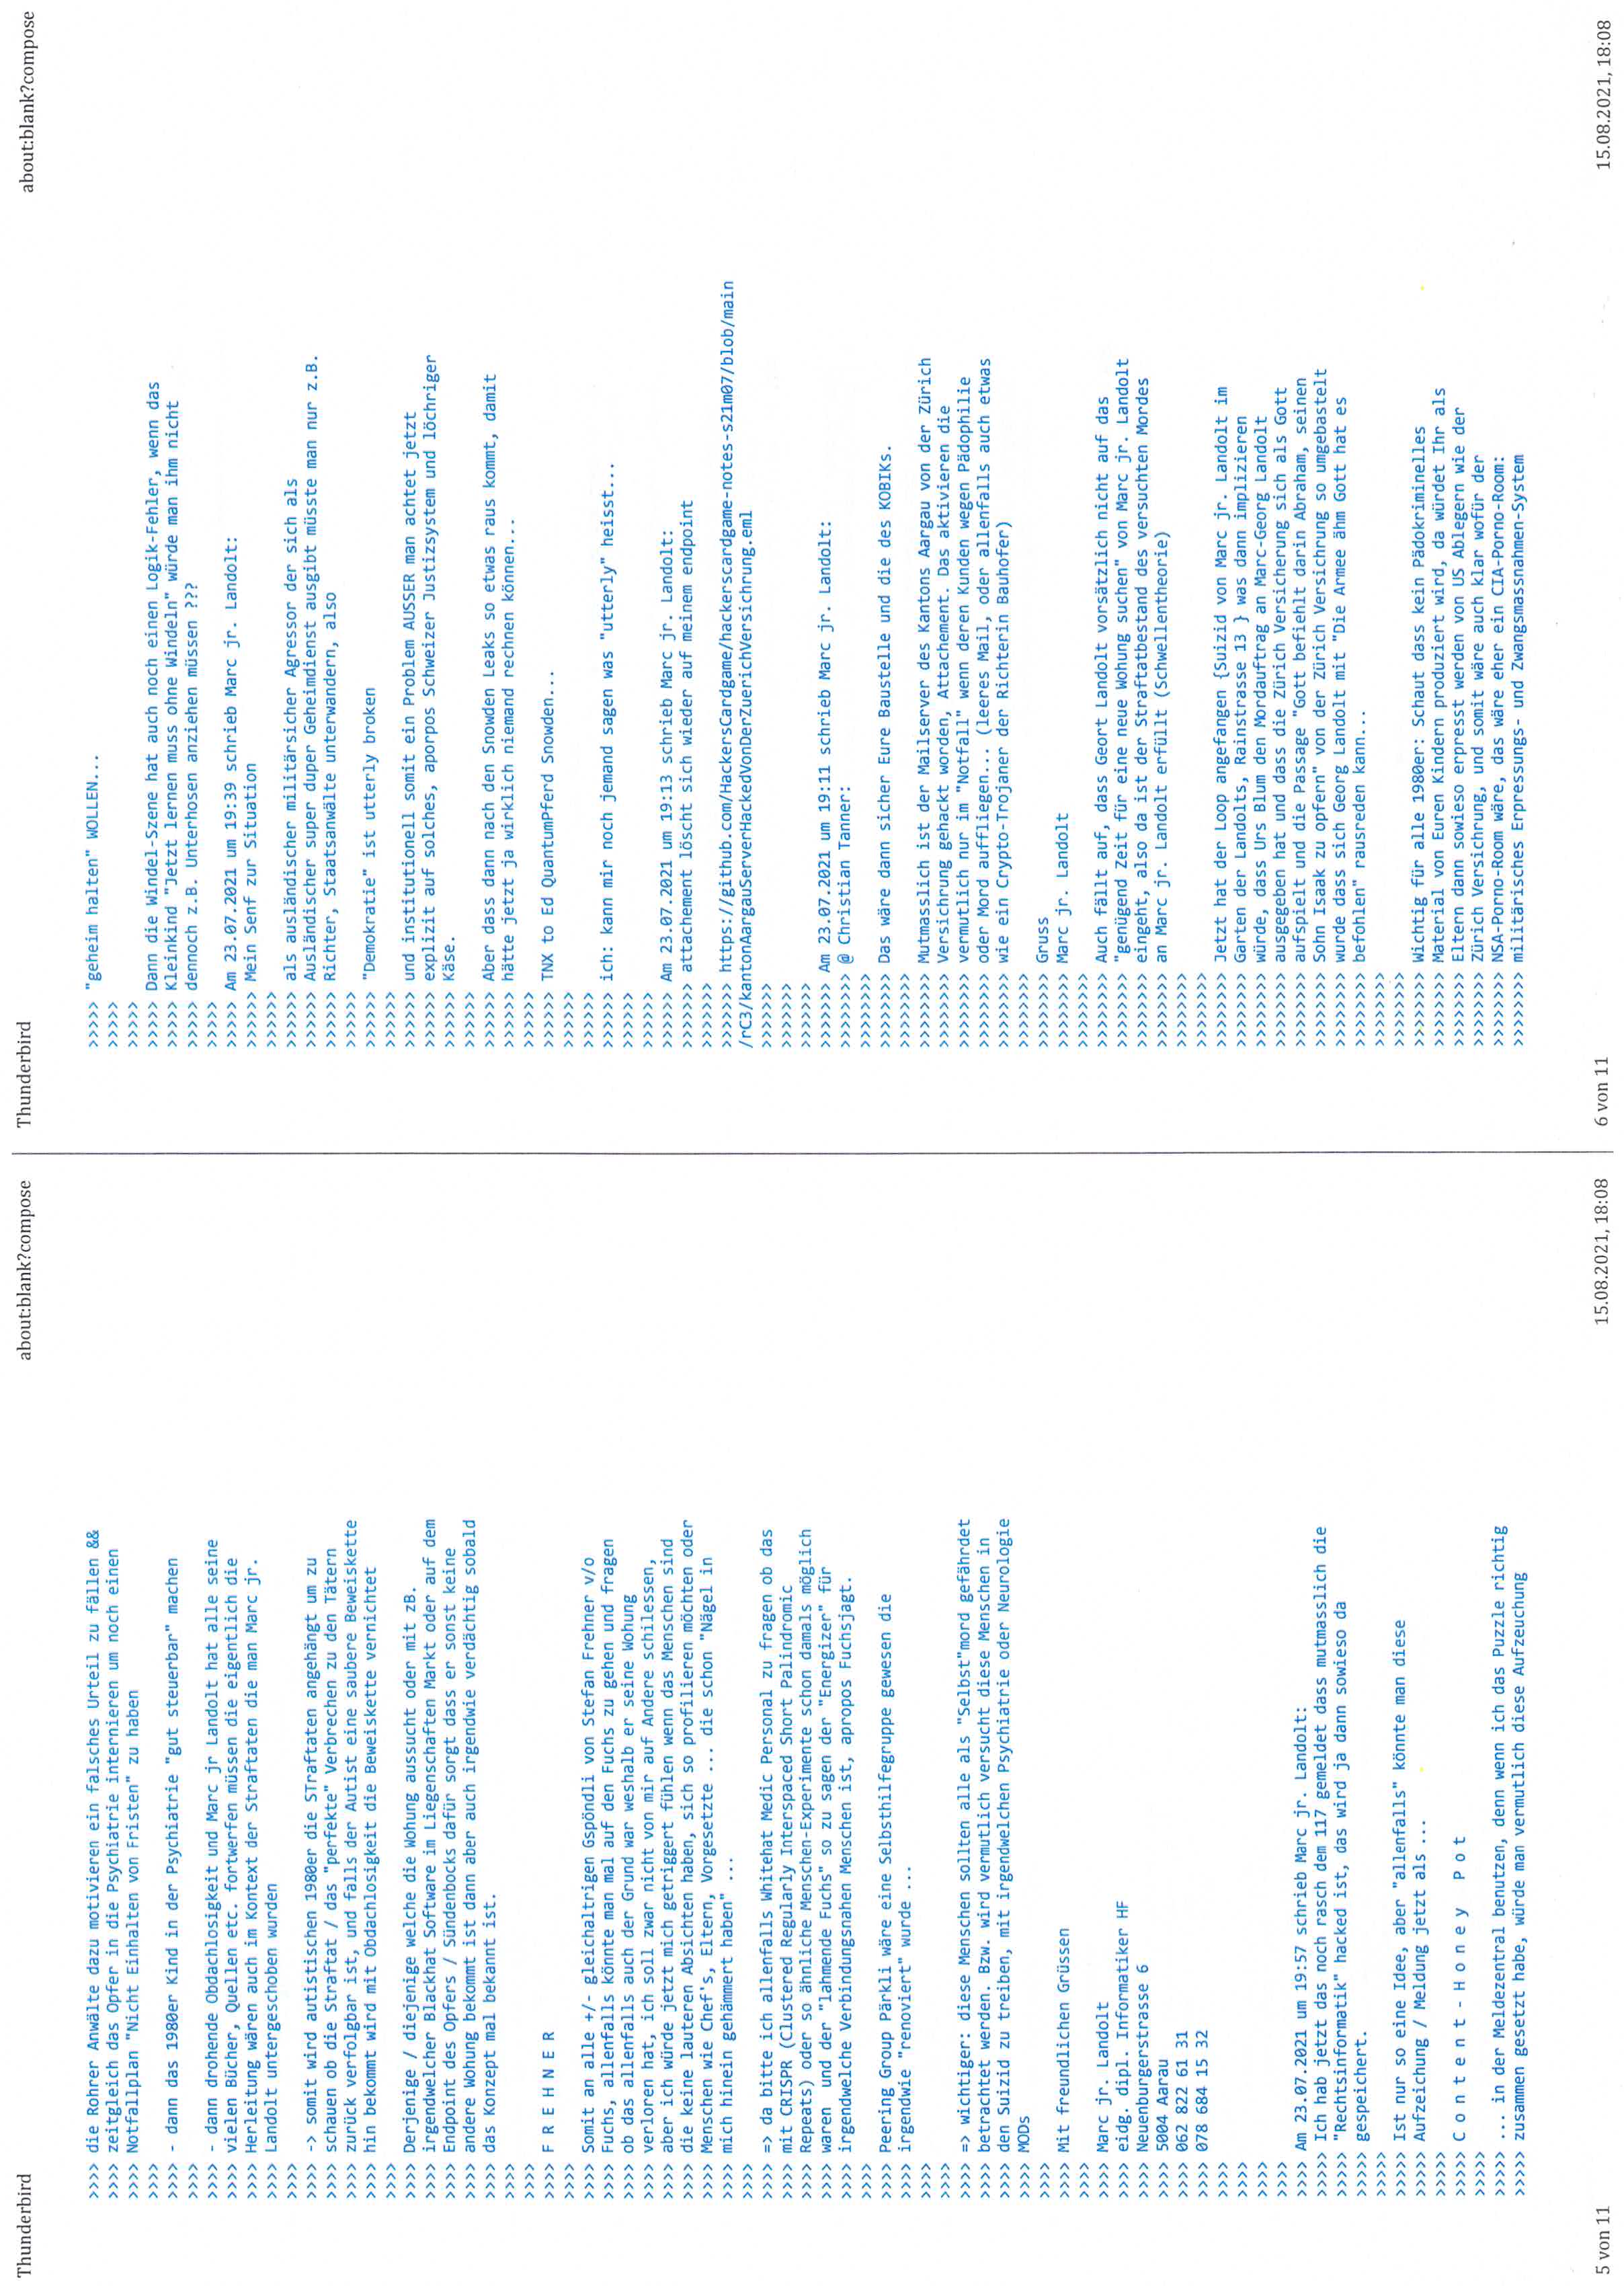 Thunderbird
about:blank?compose
>>>> die Rohrer Anwälte dazu motivieren ein falsches Urteil zu fällen &&
>>>> zeitgleich das Opfer in die Psychiatrie internieren um noch einen
>>>> Notfallplan "Nicht Einhalten von Fristen" zu haben
>>>>
>>>> - dann das 1980er Kind in der Psychiatrie "gut steuerbar" machen
>>>>
>>>> - dann drohende Obdachlosigkeit und Marc jr Landolt hat alle seine
>>>> vielen Bücher, Quellen etc. fortwerfen müssen die eigentlich die
>>>> Herleitung wären auch im Kontext der Straftaten die man Marc jr.
>>>> Landolt untergeschoben wurden
>>>>
>>>> -> somit wird autistischen 1980er die STraftaten angehängt um zu
>>>> schauen ob die Straftat / das "perfekte" Verbrechen zu den Tätern
>>>> zurück verfolgbar ist, und falls der Autist eine saubere Beweiskette
>>>> hin bekommt wird mit Obdachlosigkeit die Beweiskette vernichtet
>>>>
>>>> Derjenige / diejenige welche die Wohung aussucht oder mit zB.
>>>> irgendwelcher Blackhat Software im Liegenschaften Markt oder auf dem
>>>> Endpoint des Opfers / Sündenbocks dafür sorgt dass er sonst keine
>>>> andere Wohung bekommt ist dann aber auch irgendwie verdächtig sobald
>>>> das Konzept mal bekannt ist.
>>>>
>>>>
>>>> F R E H N E R
>>>>
>>>> Somit an alle +/- gleichaltrigen Gspöndli von Stefan Frehner v/o
>>>> Fuchs, allenfalls könnte man mal auf den Fuchs zu gehen und fragen
>>>> ob das allenfalls auch der Grund war weshalb er seine Wohung
>>>> verloren hat, ich soll zwar nicht von mir auf Andere schilessen,
>>>> aber ich würde jetzt mich getriggert fühlen wenn das Menschen sind
>>>> die keine lauteren Absichten haben, sich so profilieren möchten oder
>>>> Menschen wie Chef's, Eltern, Vorgesetzte ... die schon "Nägel in
>>>> mich hinein gehämmert haben" ...
>>>>
>>>> => da bitte ich allenfalls Whitehat Medic Personal zu fragen ob das
>>>> mit CRISPR (Clustered Regularly Interspaced Short Palindromic
>>>> Repeats) oder so ähnliche Menschen-Experimente schon damals möglich
>>>> waren  und der "lahmende Fuchs" so zu sagen der "Energizer" für
>>>> irgendwelche Verbindungsnahen Menschen ist, apropos Fuchsjagt.
>>>>
>>>> Peering Group Pärkli wäre eine Selbsthilfegruppe gewesen die
>>>> irgendwie "renoviert" wurde ...
>>>>
>>>>
>>>> => wichtiger: diese Menschen sollten alle als "Selbst"mord gefährdet
>>>> betrachtet werden. Bzw. wird vermutlich versucht diese Menschen in
>>>> den Suizid zu treiben, mit irgendwelchen Psychiatrie oder Neurologie
>>>> MODs
>>>>
>>>> Mit freundlichen Grüssen
>>>>
>>>> Marc jr. Landolt
>>>> eidg. dipl. Informatiker HF
>>>> Neuenburgerstrasse 6
>>>> 5004 Aarau
>>>> 062 822 61 31
>>>> 078 684 15 32
>>>>
>>>>
>>>>
>>>>
>>>> Am 23.07.2021 um 19:57 schrieb Marc jr. Landolt:
>>>>> Ich hab jetzt das noch rasch dem 117 gemeldet dass mutmasslich die
>>>>> "Rechtsinformatik" hacked ist, das wird ja dann sowieso da
>>>>> gespeichert.
>>>>>
>>>>> Ist nur so eine Idee, aber "allenfalls" könnte man diese
>>>>> Aufzeichung / Meldung jetzt als ...
>>>>>
>>>>> C o n t e n t - H o n e y   P o t
>>>>>
>>>>> ... in der Meldezentral benutzen, denn wenn ich das Puzzle richtig
>>>>> zusammen gesetzt habe, würde man vermutlich diese Aufzeuchung
5 von 11
15.08.2021, 18:08
Thunderbird
about:blank?compose
>>>>> "geheim halten" WOLLEN...
>>>>>
>>>>>
>>>>> Dann die Windel-Szene hat auch noch einen Logik-Fehler, wenn das
>>>>> Kleinkind "Jetzt lernen muss ohne Windeln" würde man ihm nicht
>>>>> dennoch z.B. Unterhosen anziehen müssen ???
>>>>>
>>>>> Am 23.07.2021 um 19:39 schrieb Marc jr. Landolt:
>>>>>> Mein Senf zur Situation
>>>>>>
>>>>>> als ausländischer militärsicher Agressor der sich als
>>>>>> Ausländischer super duper Geheimdienst ausgibt müsste man nur z.B.
>>>>>> Richter, Staatsanwälte unterwandern, also
>>>>>>
>>>>>> "Demokratie" ist utterly broken
>>>>>>
>>>>>> und institutionell somit ein Problem AUSSER man achtet jetzt
>>>>>> explizit auf solches, aporpos Schweizer Justizsystem und löchriger
>>>>>> Käse.
>>>>>>
>>>>>> Aber dass dann nach den Snowden Leaks so etwas raus kommt, damit
>>>>>> hätte jetzt ja wirklich niemand rechnen können...
>>>>>>
>>>>>> TNX to Ed QuantumPferd Snowden...
>>>>>>
>>>>>>
>>>>>> ich: kann mir noch jemand sagen was "utterly" heisst...
>>>>>>
>>>>>>
>>>>>> Am 23.07.2021 um 19:13 schrieb Marc jr. Landolt:
>>>>>>> attachement löscht sich wieder auf meinem endpoint
>>>>>>>
>>>>>>> https://github.com/HackersCardgame/hackerscardgame-notes-s21m07/blob/main
/rC3/kantonAargauServerHackedVonDerZuerichVersichrung.eml
>>>>>>>
>>>>>>>
>>>>>>>
>>>>>>> Am 23.07.2021 um 19:11 schrieb Marc jr. Landolt:
>>>>>>>> @ Christian Tanner:
>>>>>>>>
>>>>>>>> Das wäre dann sicher Eure Baustelle und die des KOBIKs.
>>>>>>>>
>>>>>>>> Mutmasslich ist der Mailserver des Kantons Aargau von der Zürich
>>>>>>>> Versichrung gehackt worden, Attachement. Das aktivieren die
>>>>>>>> vermutlich nur im "Notfall" wenn deren Kunden wegen Pädophilie
>>>>>>>> oder Mord auffliegen... (leeres Mail, oder allenfalls auch etwas
>>>>>>>> wie ein Crypto-Trojaner der Richterin Bauhofer)
>>>>>>>>
>>>>>>>> Gruss
>>>>>>>> Marc jr. Landolt
>>>>>>>>
>>>>>>>> Auch fällt auf, dass Geort Landolt vorsätzlich nicht auf das
>>>>>>>> "genügend Zeit für eine neue Wohung suchen" von Marc jr. Landolt
>>>>>>>> eingeht, also da ist der Straftatbestand des versuchten Mordes
>>>>>>>> an Marc jr. Landolt erfüllt (Schwellentheorie)
>>>>>>>>
>>>>>>>>
>>>>>>>> Jetzt hat der Loop angefangen {Suizid von Marc jr. Landolt im
>>>>>>>> Garten der Landolts, Rainstrasse 13 } was dann implizieren
>>>>>>>> würde, dass Urs Blum den Mordauftrag an Marc-Georg Landolt
>>>>>>>> ausgegeben hat und dass die Zürich Versicherung sich als Gott
>>>>>>>> aufspielt und die Passage "Gott befiehlt darin Abraham, seinen
>>>>>>>> Sohn Isaak zu opfern" von der Zürich Versichrung so umgebastelt
>>>>>>>> wurde dass sich Georg Landolt mit "Die Armee ähm Gott hat es
>>>>>>>> befohlen" rausreden kann...
>>>>>>>>
>>>>>>>>
>>>>>>>> Wichtig für alle 1980er: Schaut dass kein Pädokriminelles
>>>>>>>> Material von Euren Kindern produziert wird, da würdet Ihr als
>>>>>>>> Eltern dann sowieso erpresst werden von US Ablegern wie der
>>>>>>>> Zürich Versichrung, und somit wäre auch klar wofür der
>>>>>>>> NSA-Porno-Room wäre, das wäre eher ein CIA-Porno-Room:
>>>>>>>> militärisches Erpressungs- und Zwangsmassnahmen-System
6 von 11
15.08.2021, 18:08